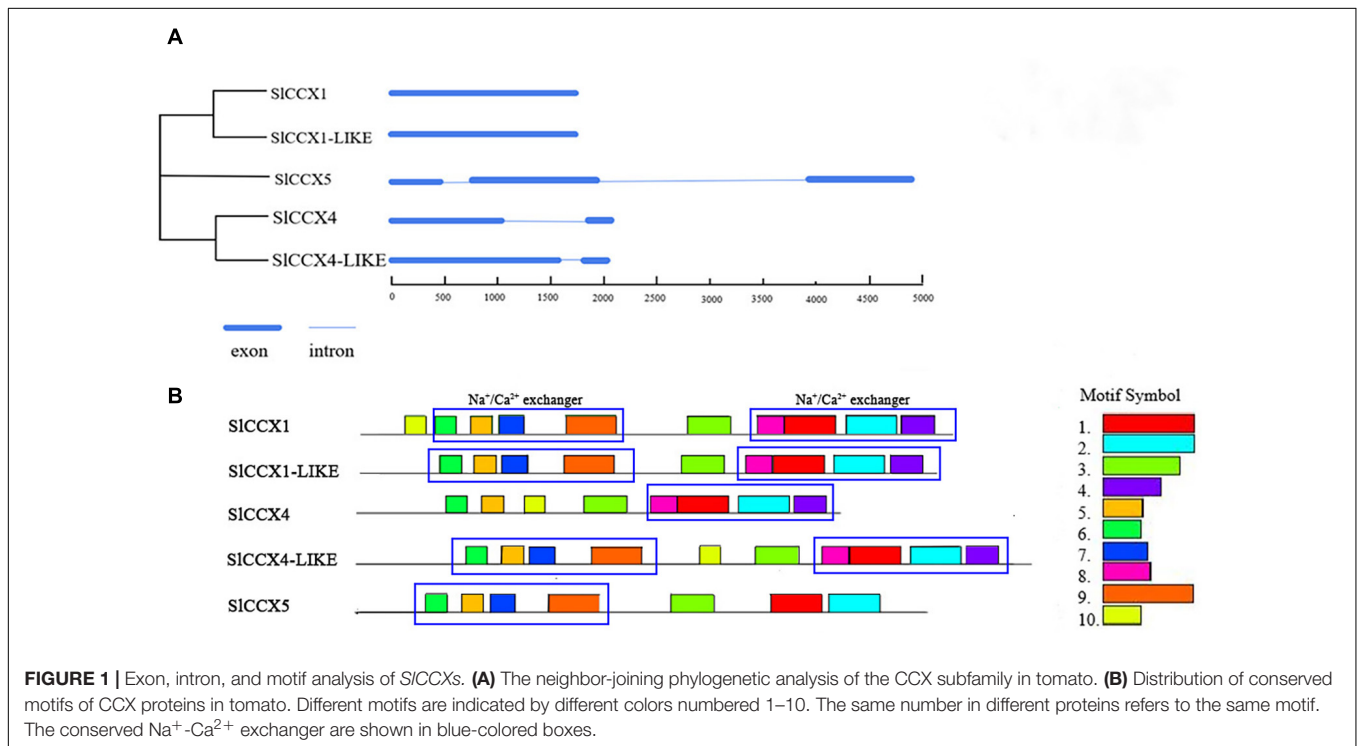 A
SlCCX1
SlCCX1-LIKE
SlCCX5
SlCCX4
SlCCX4-LIKE
0 500 1000 1500 2000 2500 3000 3500 4000 4500 5000
exon intron
B
Na⁺/Ca²⁺ exchanger Na⁺/Ca²⁺ exchanger Motif Symbol
SlCCX1
SlCCX1-LIKE
SlCCX4
SlCCX4-LIKE
SlCCX5
1.
2.
3.
4.
5.
6.
7.
8.
9.
10.
FIGURE 1 | Exon, intron, and motif analysis of SlCCXs. (A) The neighbor-joining phylogenetic analysis of the CCX subfamily in tomato. (B) Distribution of conserved
motifs of CCX proteins in tomato. Different motifs are indicated by different colors numbered 1–10. The same number in different proteins refers to the same motif.
The conserved Na⁺-Ca²⁺ exchanger are shown in blue-colored boxes.